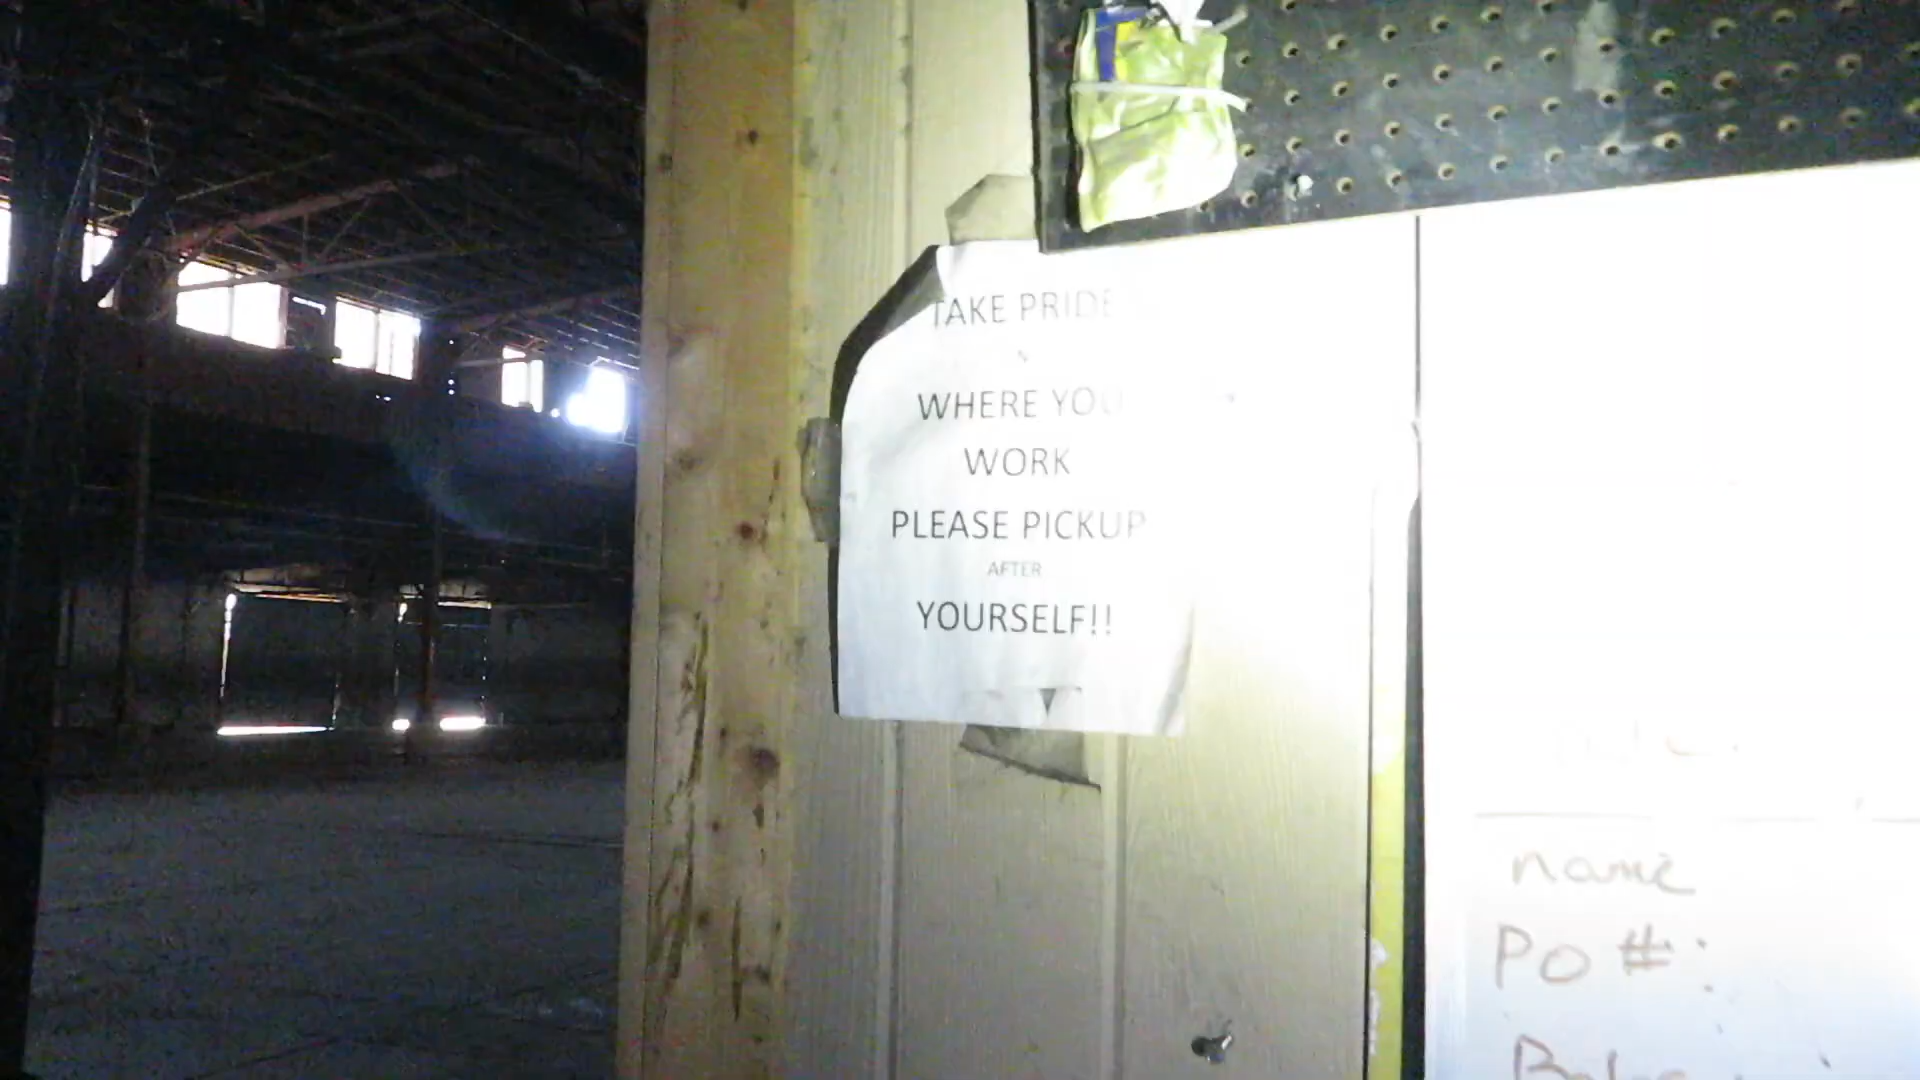 TAKE PRIDE
N
WHERE YOU
WORK
PLEASE PICKUP
AFTER
YOURSELF!!
name
Po #: